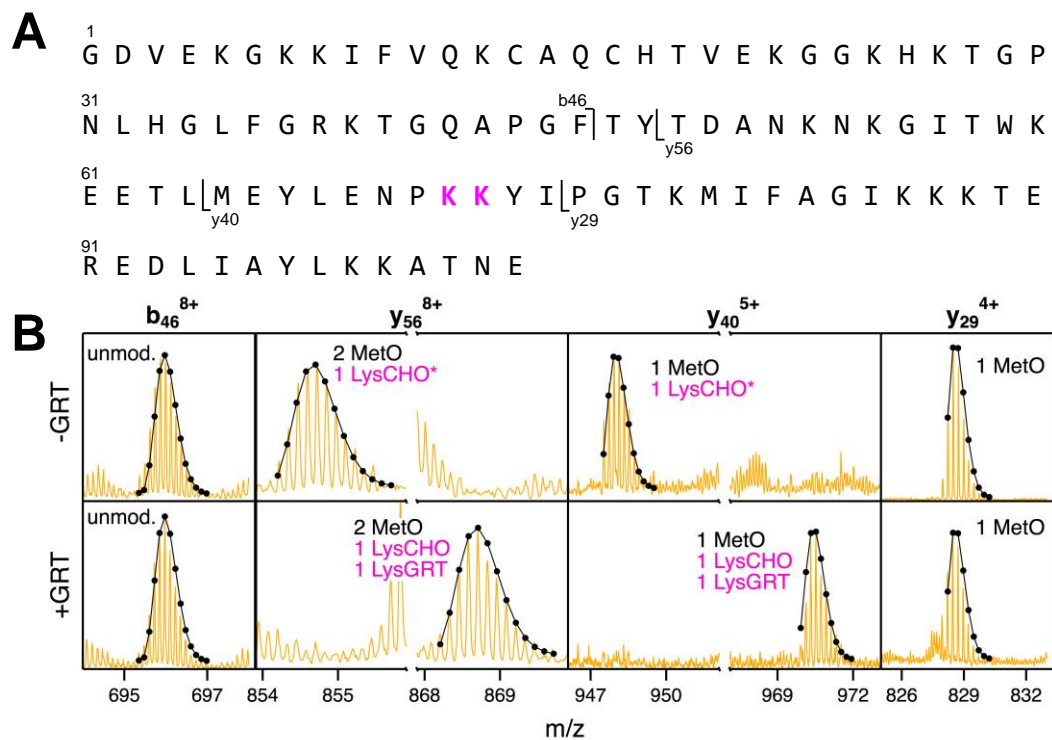 A
1
G D V E K G K K I F V Q K C A Q C H T V E K G G K H K T G P
31
b46
N L H G L F G R K T G Q A P G F T Y T D A N K N K G I T W K
y56
61
E E T L M E Y L E N P K K Y I P G T K M I F A G I K K K T E
y40 y29
91
R E D L I A Y L K K A T N E
B
b46 8+ y56 8+ y40 5+ y29 4+
-GRT
unmod.
2 MetO
1 LysCHO*
1 MetO
1 LysCHO*
1 MetO
+GRT
unmod.
2 MetO
1 LysCHO
1 LysGRT
1 MetO
1 LysCHO
1 LysGRT
1 MetO
695 697 854 855 868 869 947 950 969 972 826 829 832
m/z